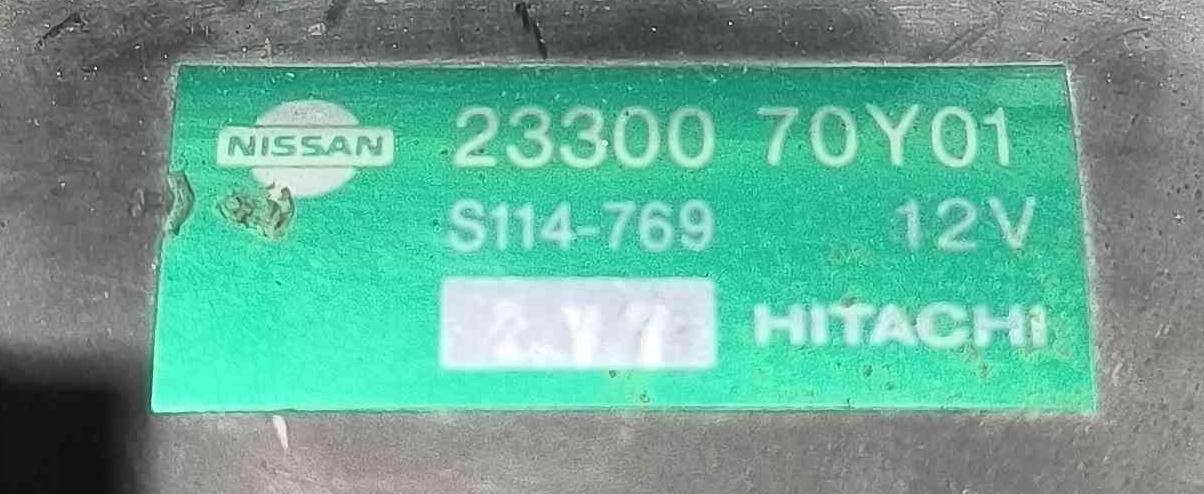 NISSAN 23300 70Y01
S114-769 12V
HITACHI